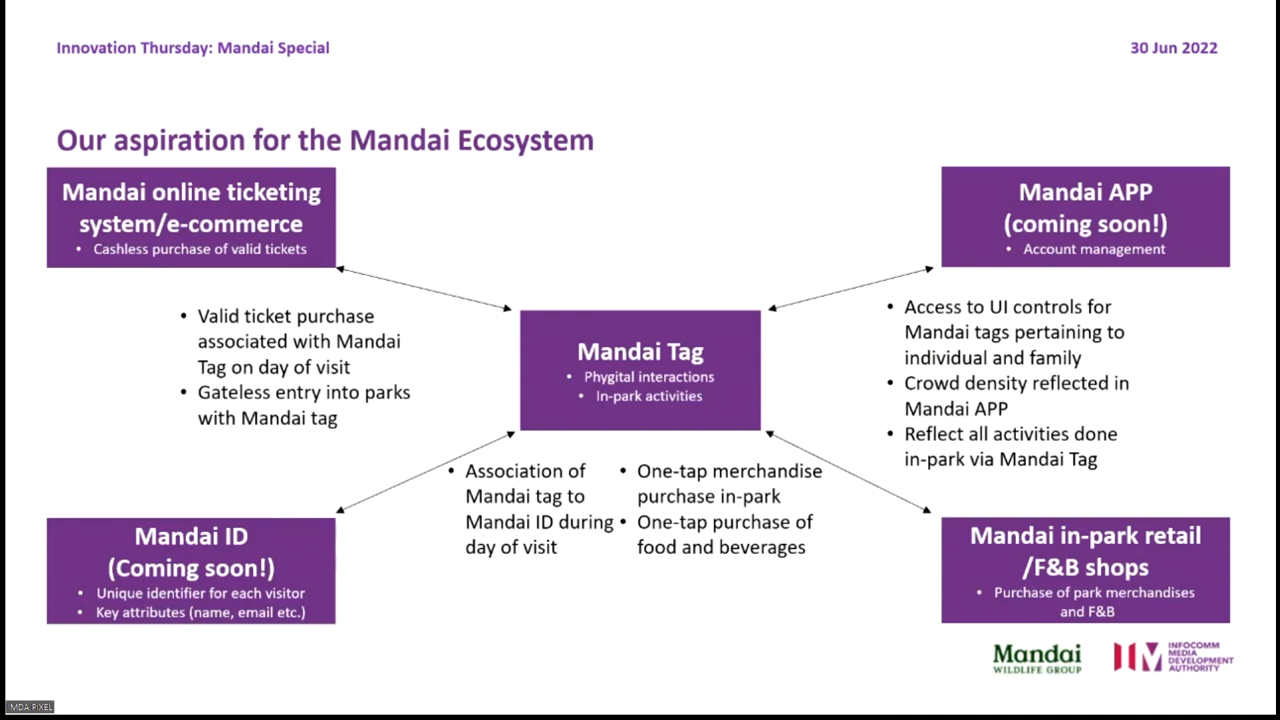 Innovation Thursday: Mandai Special
30 Jun 2022
Our aspiration for the Mandai Ecosystem
Mandai online ticketing
system/e-commerce
• Cashless purchase of valid tickets
Mandai APP
(coming soon!)
• Account management
• Valid ticket purchase
associated with Mandai
Tag on day of visit
• Gateless entry into parks
with Mandai tag
Mandai Tag
• Phygital interactions
• In-park activities
• Access to UI controls for
Mandai tags pertaining to
individual and family
• Crowd density reflected in
Mandai APP
• Reflect all activities done
in-park via Mandai Tag
• Association of
Mandai tag to
Mandai ID during
day of visit
• One-tap merchandise
purchase in-park
• One-tap purchase of
food and beverages
Mandai ID
(Coming soon!)
• Unique identifier for each visitor
• Key attributes (name, email etc.)
Mandai in-park retail
/F&B shops
• Purchase of park merchandises
and F&B
Mandai
WILDLIFE GROUP
INFOCOMM
MEDIA
DEVELOPMENT
AUTHORITY
IMDA PIXEL